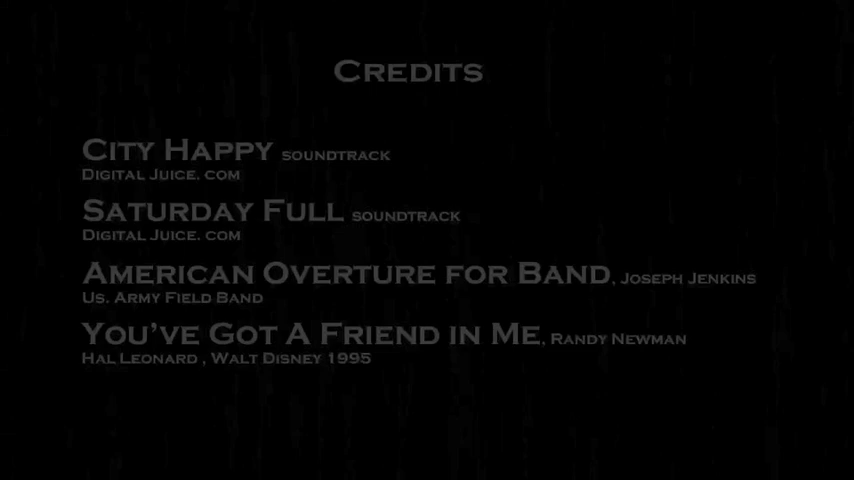 Credits
City Happy soundtrack
Digital Juice. com
Saturday Full soundtrack
Digital Juice. com
American Overture for Band, Joseph Jenkins
Us. Army Field Band
You've Got A Friend in Me, Randy Newman
Hal Leonard , Walt Disney 1995